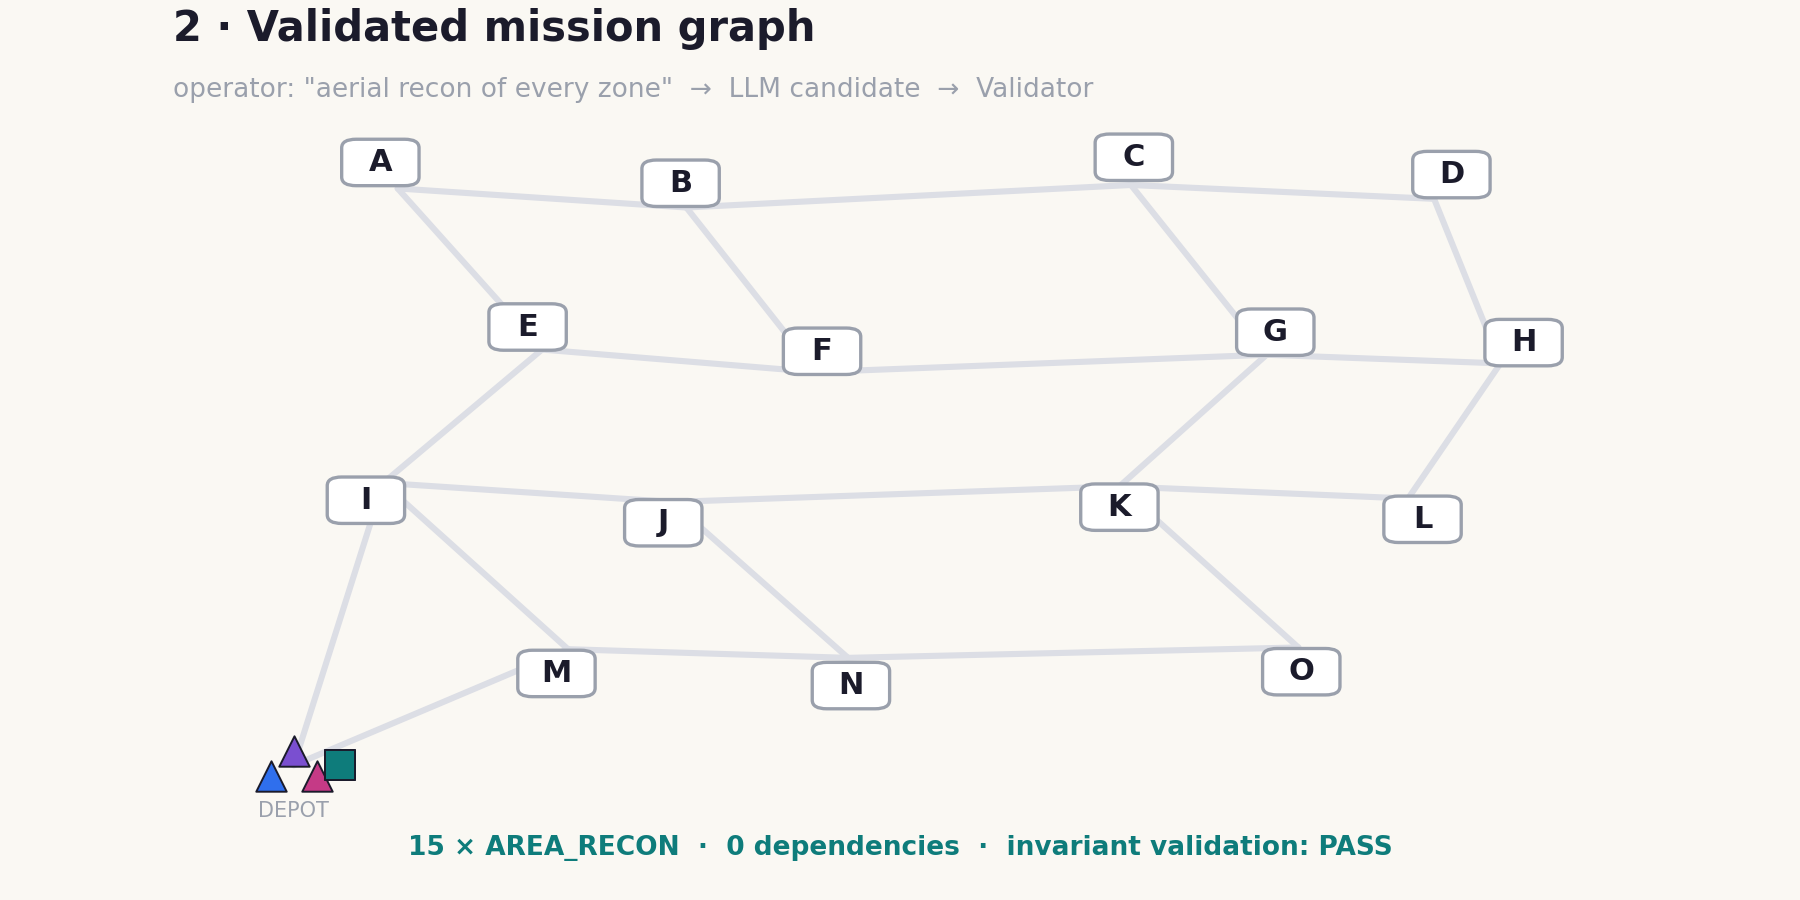 2 · Validated mission graph
operator: "aerial recon of every zone" → LLM candidate → Validator
A
B
C
D
E
F
G
H
I
J
K
L
M
N
O
DEPOT
15 × AREA_RECON · 0 dependencies · invariant validation: PASS